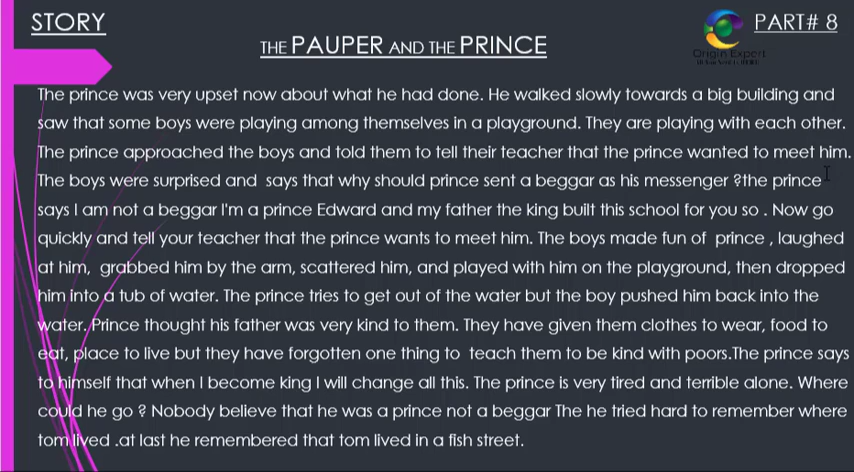 STORY
PART# 8
THE PAUPER AND THE PRINCE
Origin Expert
The prince was very upset now about what he had done. He walked slowly towards a big building and
saw that some boys were playing among themselves in a playground. They are playing with each other.
The prince approached the boys and told them to tell their teacher that the prince wanted to meet him.
The boys were surprised and says that why should prince sent a beggar as his messenger ?the prince
says I am not a beggar I'm a prince Edward and my father the king built this school for you so . Now go
quickly and tell your teacher that the prince wants to meet him. The boys made fun of prince , laughed
at him, grabbed him by the arm, scattered him, and played with him on the playground, then dropped
him into a tub of water. The prince tries to get out of the water but the boy pushed him back into the
water. Prince thought his father was very kind to them. They have given them clothes to wear, food to
eat, place to live but they have forgotten one thing to teach them to be kind with poors.The prince says
to himself that when I become king I will change all this. The prince is very tired and terrible alone. Where
could he go ? Nobody believe that he was a prince not a beggar The he tried hard to remember where
tom lived .at last he remembered that tom lived in a fish street.